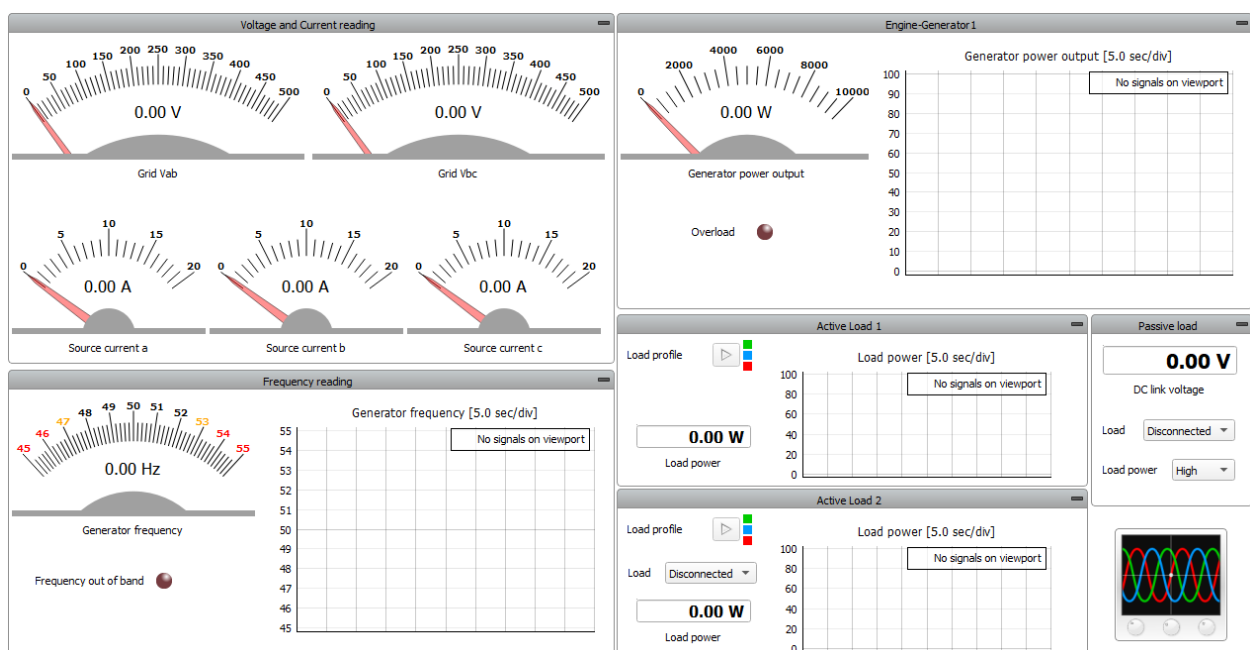 Voltage and Current reading
0 50 100 150 200 250 300 350 400 450 500
0.00 V
Grid Vab
0 50 100 150 200 250 300 350 400 450 500
0.00 V
Grid Vbc
0 5 10 15 20
0.00 A
Source current a
0 5 10 15 20
0.00 A
Source current b
0 5 10 15 20
0.00 A
Source current c
Frequency reading
45 46 47 48 49 50 51 52 53 54 55
0.00 Hz
Generator frequency
Frequency out of band
Generator frequency [5.0 sec/div]
No signals on viewport
55
54
53
52
51
50
49
48
47
46
45
Engine-Generator1
0 2000 4000 6000 8000 10000
0.00 W
Generator power output
Overload
Generator power output [5.0 sec/div]
No signals on viewport
100
90
80
70
60
50
40
30
20
10
0
Active Load 1
Load profile
0.00 W
Load power
Load power [5.0 sec/div]
No signals on viewport
100
80
60
40
20
0
Active Load 2
Load profile
Load Disconnected
0.00 W
Load power
Load power [5.0 sec/div]
No signals on viewport
100
80
60
40
20
0
Passive load
0.00 V
DC link voltage
Load Disconnected
Load power High